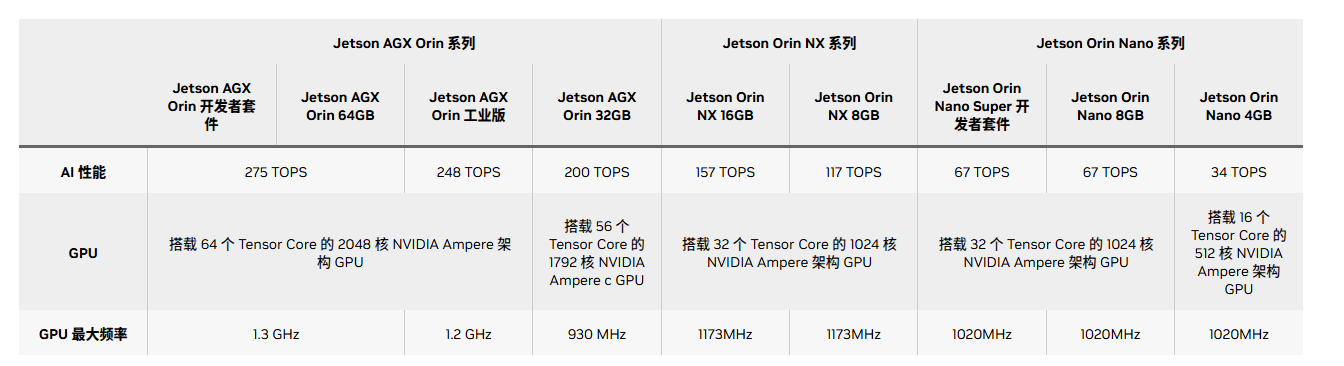 Jetson AGX Orin 系列
Jetson Orin NX 系列
Jetson Orin Nano 系列
Jetson AGX
Orin 开发者套
件
Jetson AGX
Orin 64GB
Jetson AGX
Orin 工业版
Jetson AGX
Orin 32GB
Jetson Orin
NX 16GB
Jetson Orin
NX 8GB
Jetson Orin
Nano Super 开
发者套件
Jetson Orin
Nano 8GB
Jetson Orin
Nano 4GB
AI 性能
275 TOPS
248 TOPS
200 TOPS
157 TOPS
117 TOPS
67 TOPS
67 TOPS
34 TOPS
GPU
搭载 64 个 Tensor Core 的 2048 核 NVIDIA Ampere 架
构 GPU
搭载 56 个
Tensor Core 的
1792 核 NVIDIA
Ampere c GPU
搭载 32 个 Tensor Core 的 1024 核
NVIDIA Ampere 架构 GPU
搭载 32 个 Tensor Core 的 1024 核
NVIDIA Ampere 架构 GPU
搭载 16 个
Tensor Core 的
512 核 NVIDIA
Ampere 架构
GPU
GPU 最大频率
1.3 GHz
1.2 GHz
930 MHz
1173MHz
1173MHz
1020MHz
1020MHz
1020MHz